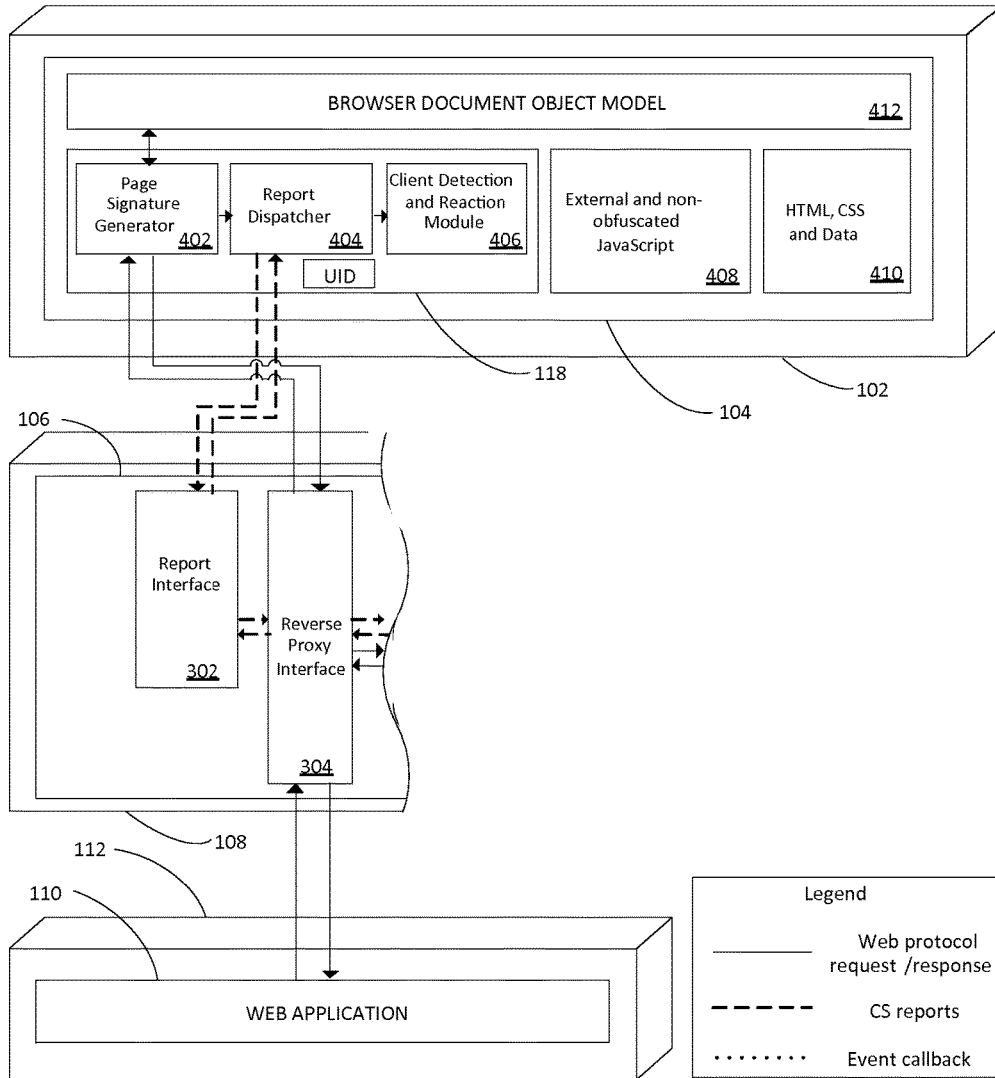 BROWSER DOCUMENT OBJECT MODEL
412
Page
Signature
Generator
402
Report
Dispatcher
404
Client Detection
and Reaction
Module
406
UID
External and non-
obfuscated
JavaScript
408
HTML, CSS
and Data
410
118
104
102
106
Report
Interface
302
Reverse
Proxy
Interface
304
108
112
110
WEB APPLICATION
Legend
Web protocol
request /response
CS reports
Event callback